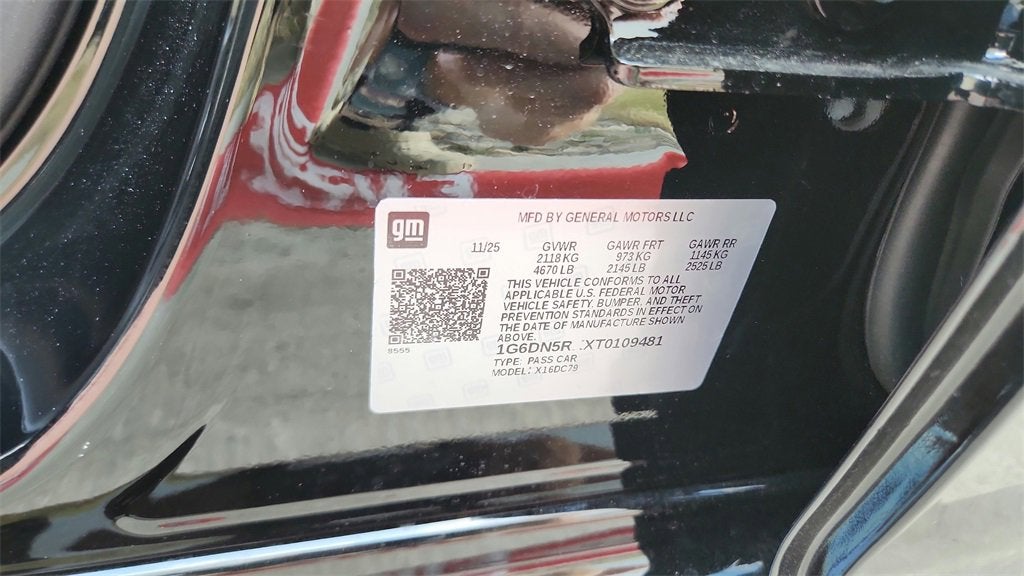 gm
MFD BY GENERAL MOTORS LLC
11/25 GVWR GAWR FRT GAWR RR
2118 KG 973 KG 1145 KG
4670 LB 2145 LB 2525 LB
THIS VEHICLE CONFORMS TO ALL
APPLICABLE U.S. FEDERAL MOTOR
VEHICLE SAFETY, BUMPER, AND THEFT
PREVENTION STANDARDS IN EFFECT ON
THE DATE OF MANUFACTURE SHOWN
ABOVE.
8555
TYPE: PASS CAR
MODEL: X16DC79